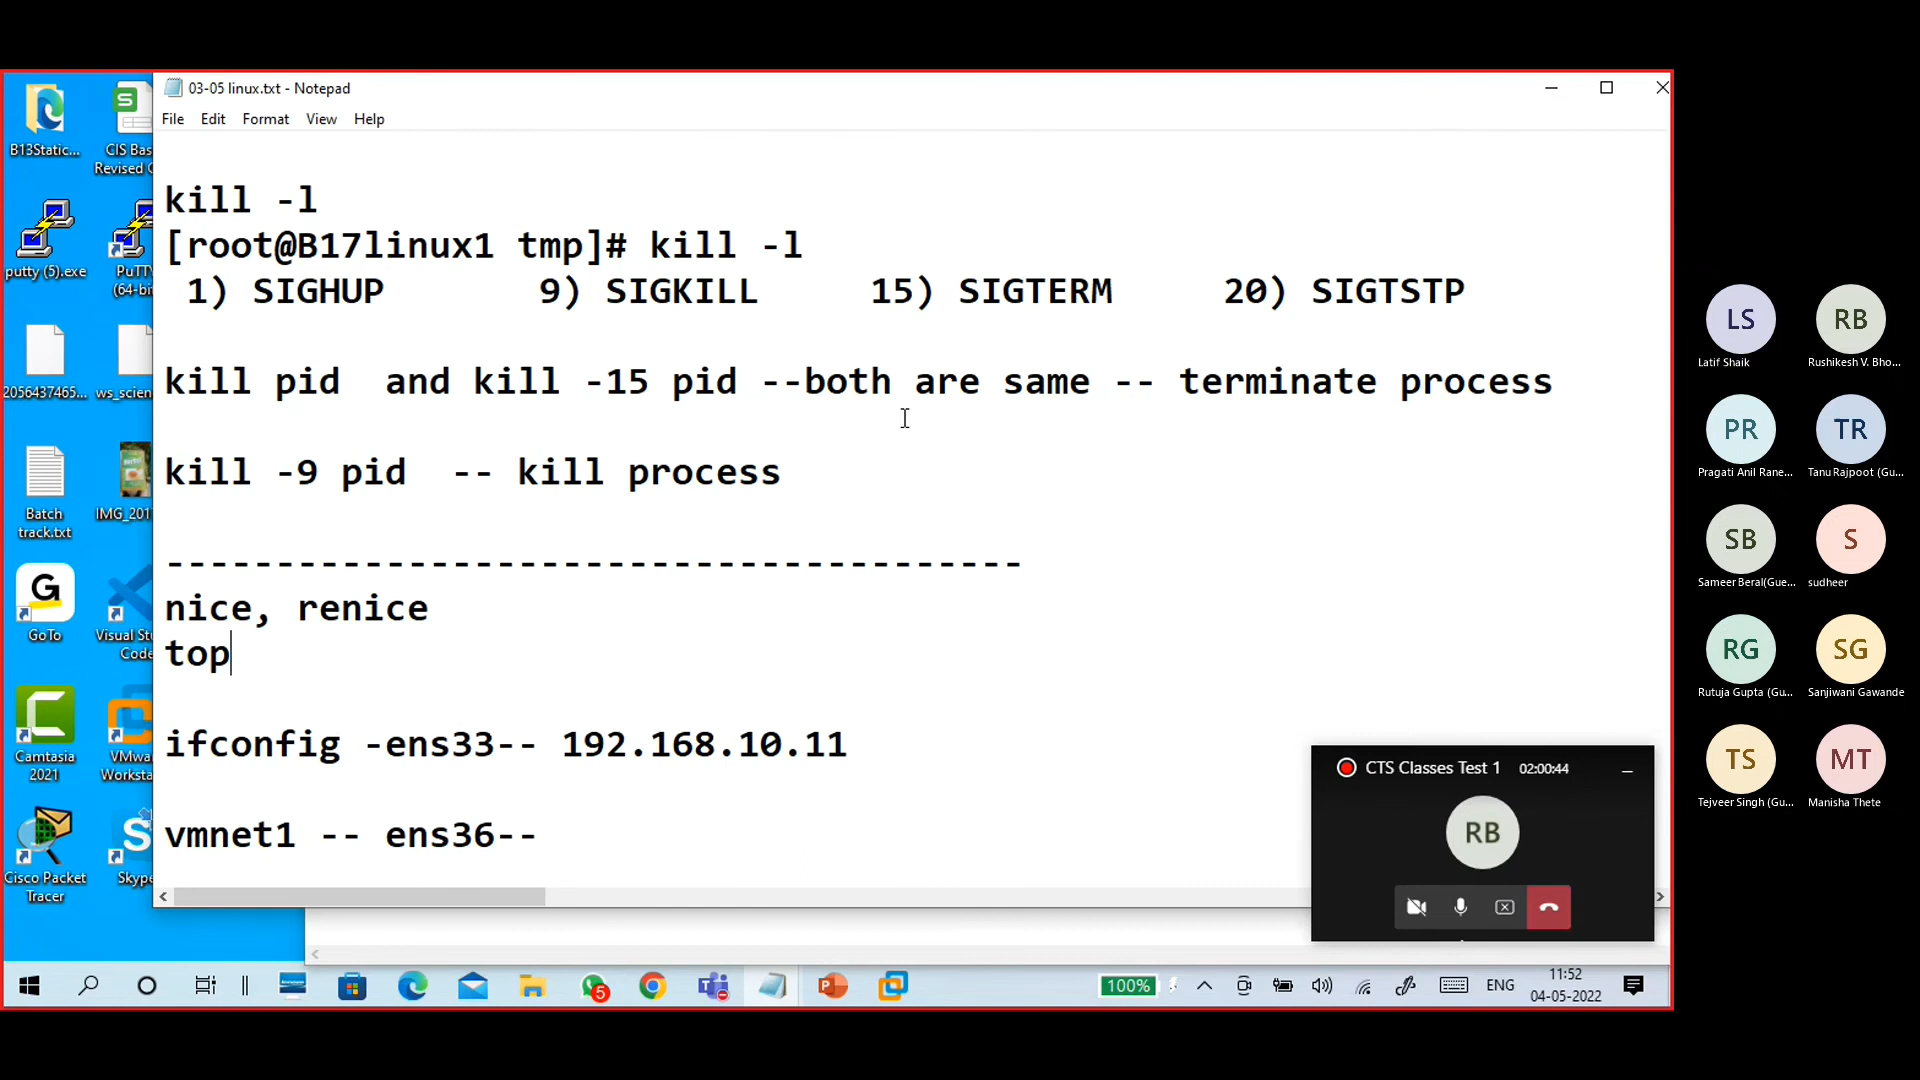 03-05 linux.txt - Notepad
File Edit Format View Help
kill -l
[root@B17linux1 tmp]# kill -l
1) SIGHUP 9) SIGKILL 15) SIGTERM 20) SIGTSTP
kill pid and kill -15 pid --both are same -- terminate process
kill -9 pid -- kill process
---------------------------------------
nice, renice
top
ifconfig -ens33-- 192.168.10.11
vmnet1 -- ens36--
B13Static...
CIS Bas
Revised C
putty (5).exe
PuTTY
(64-bi
2056437465...
ws_scien
Batch
track.txt
IMG_201
G
GoTo
Visual Stu
Code
Camtasia
2021
VMwa
Worksta
Cisco Packet
Tracer
Skype
CTS Classes Test 1 02:00:44
RB
LS
Latif Shaik
RB
Rushikesh V. Bho...
PR
Pragati Anil Rane...
TR
Tanu Rajpoot (Gu...
SB
Sameer Beral(Gue...
S
sudheer
RG
Rutuja Gupta (Gu...
SG
Sanjiwani Gawande
TS
Tejveer Singh (Gu...
MT
Manisha Thete
5
100%
ENG
11:52
04-05-2022